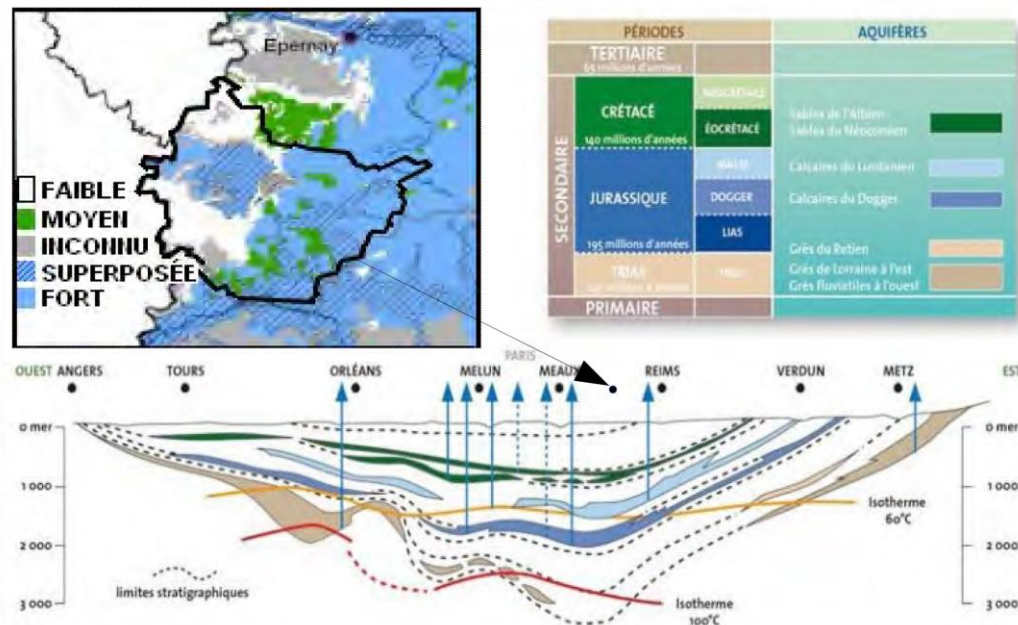 Epernay
FAIBLE
MOYEN
INCONNU
SUPERPOSÉE
FORT
PÉRIODES
AQUIFÈRES
TERTIAIRE
65 millions d'années
SECONDAIRE
CRÉTACÉ
140 millions d'années
NÉOCRÉTACÉ
ÉOCRÉTACÉ
Sables de l'Albien
Sables du Néocomien
JURASSIQUE
195 millions d'années
MALM
DOGGER
LIAS
Calcaires du Lusitanien
Calcaires du Dogger
TRIAS
Grès du Retien
Grès de Lorraine à l'est
Grès fluviatiles à l'ouest
PRIMAIRE
OUEST ANGERS
TOURS
ORLÉANS
MELUN
PARIS
MEAUX
REIMS
VERDUN
METZ
EST
0 mer
1 000
2 000
3 000
0 mer
1 000
2 000
3 000
Isotherme
60°C
Isotherme
100°C
limites stratigraphiques